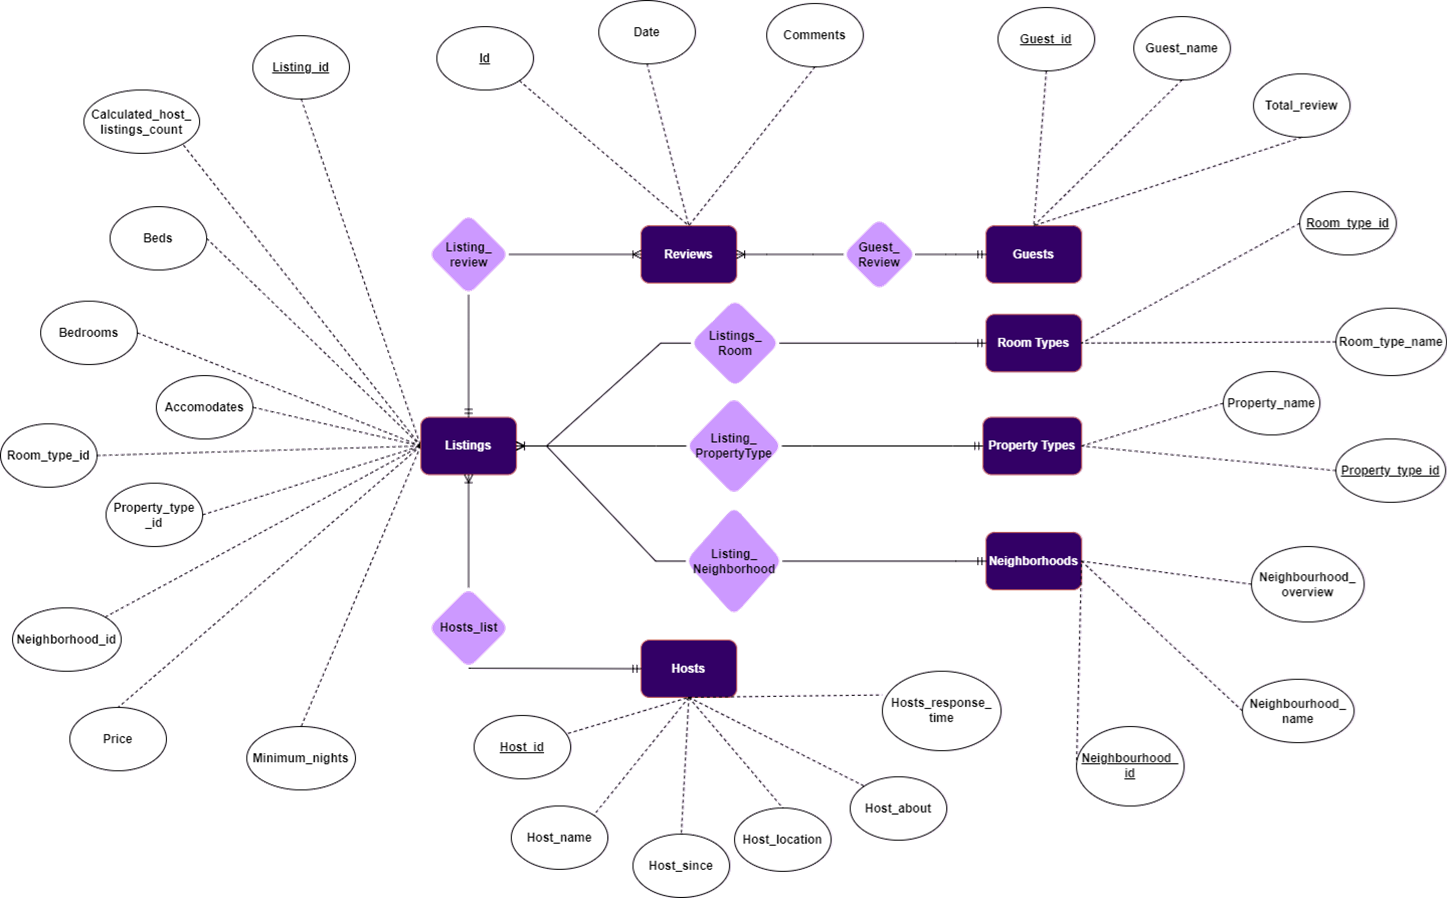 Id
Date
Comments
Guest_id
Guest_name
Total_review
Listing_id
Calculated_host_
listings_count
Beds
Bedrooms
Accomodates
Room_type_id
Property_type
_id
Neighborhood_id
Price
Minimum_nights
Listing_
review
Reviews
Guest_
Review
Guests
Room_type_id
Listings_
Room
Room Types
Room_type_name
Property_name
Listings
Listing_
PropertyType
Property Types
Property_type_id
Listing_
Neighborhood
Neighborhoods
Neighbourhood_
overview
Neighbourhood_
name
Neighbourhood_
id
Hosts_list
Hosts
Hosts_response_
time
Host_id
Host_name
Host_since
Host_location
Host_about